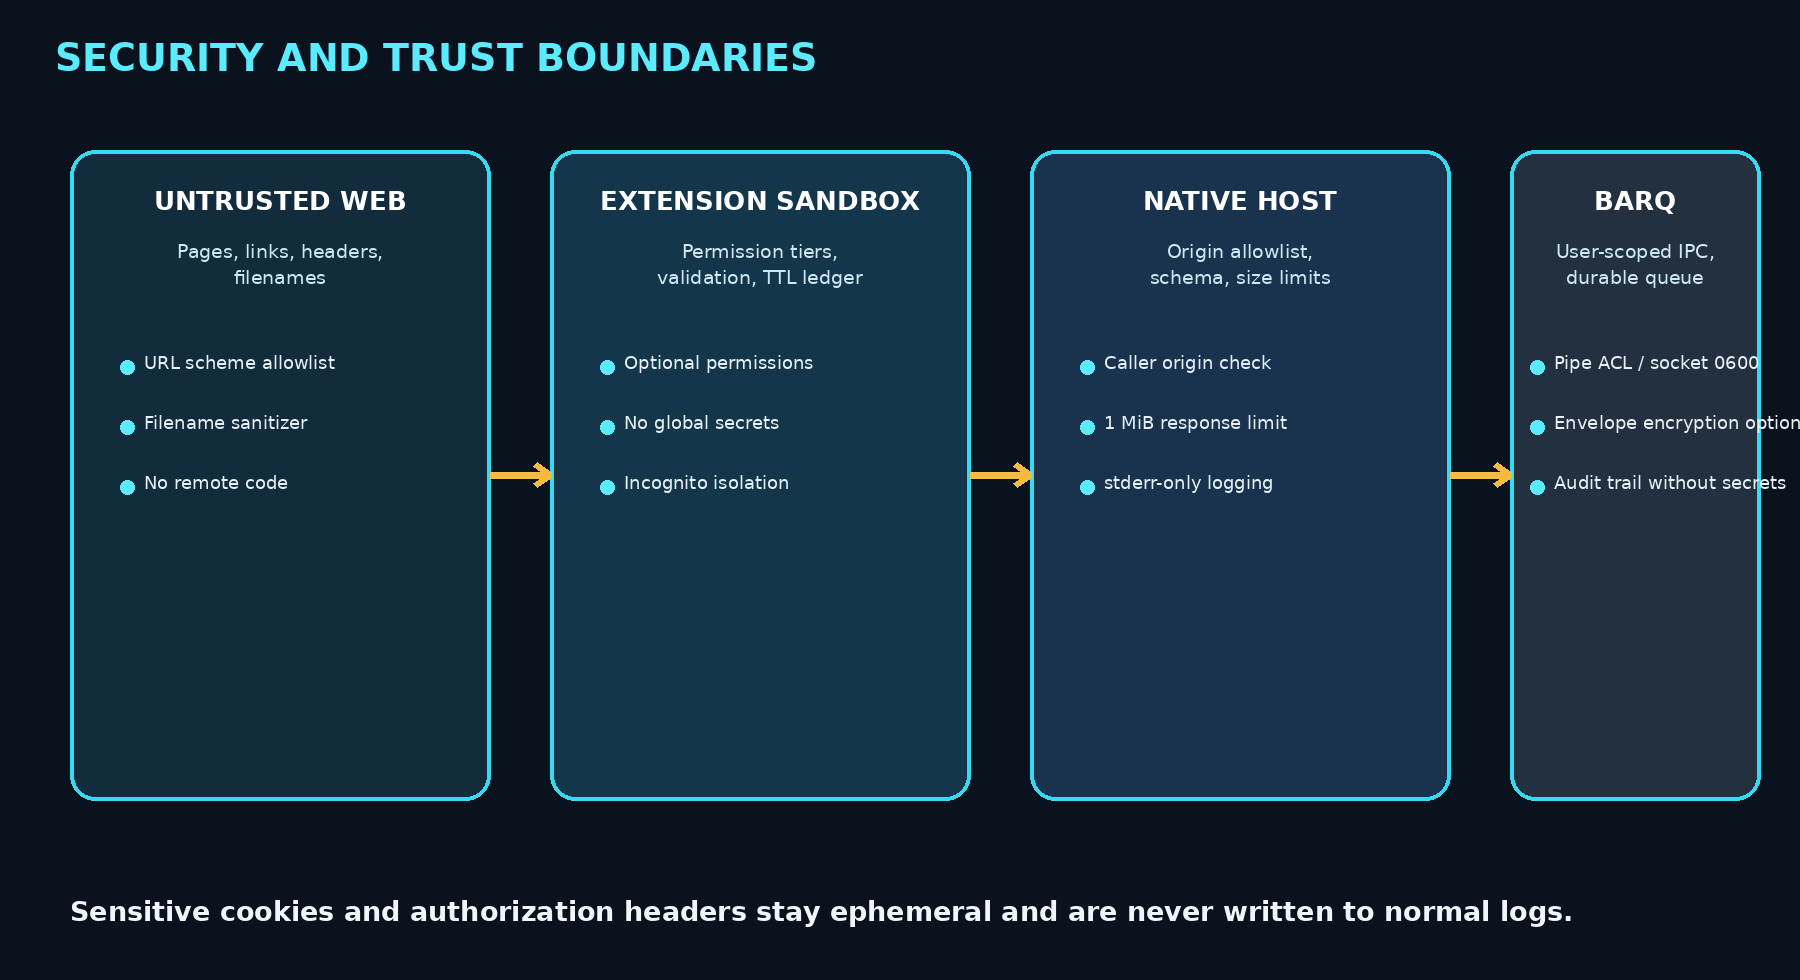 SECURITY AND TRUST BOUNDARIES
UNTRUSTED WEB
Pages, links, headers,
filenames
URL scheme allowlist
Filename sanitizer
No remote code
EXTENSION SANDBOX
Permission tiers,
validation, TTL ledger
Optional permissions
No global secrets
Incognito isolation
NATIVE HOST
Origin allowlist,
schema, size limits
Caller origin check
1 MiB response limit
stderr-only logging
BARQ
User-scoped IPC,
durable queue
Pipe ACL / socket 0600
Envelope encryption option
Audit trail without secrets
Sensitive cookies and authorization headers stay ephemeral and are never written to normal logs.